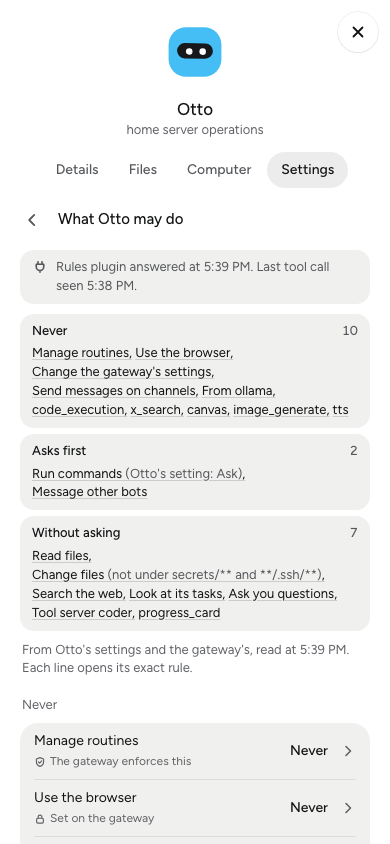 Otto
home server operations
Details
Files
Computer
Settings
What Otto may do
Rules plugin answered at 5:39 PM. Last tool call
seen 5:38 PM.
Never 10
Manage routines, Use the browser,
Change the gateway's settings,
Send messages on channels, From ollama,
code_execution, x_search, canvas, image_generate, tts
Asks first 2
Run commands (Otto's setting: Ask),
Message other bots
Without asking 7
Read files,
Change files (not under secrets/** and **/.ssh/**),
Search the web, Look at its tasks, Ask you questions,
Tool server coder, progress_card
From Otto's settings and the gateway's, read at 5:39 PM.
Each line opens its exact rule.
Never
Manage routines
The gateway enforces this
Never
Use the browser
Set on the gateway
Never